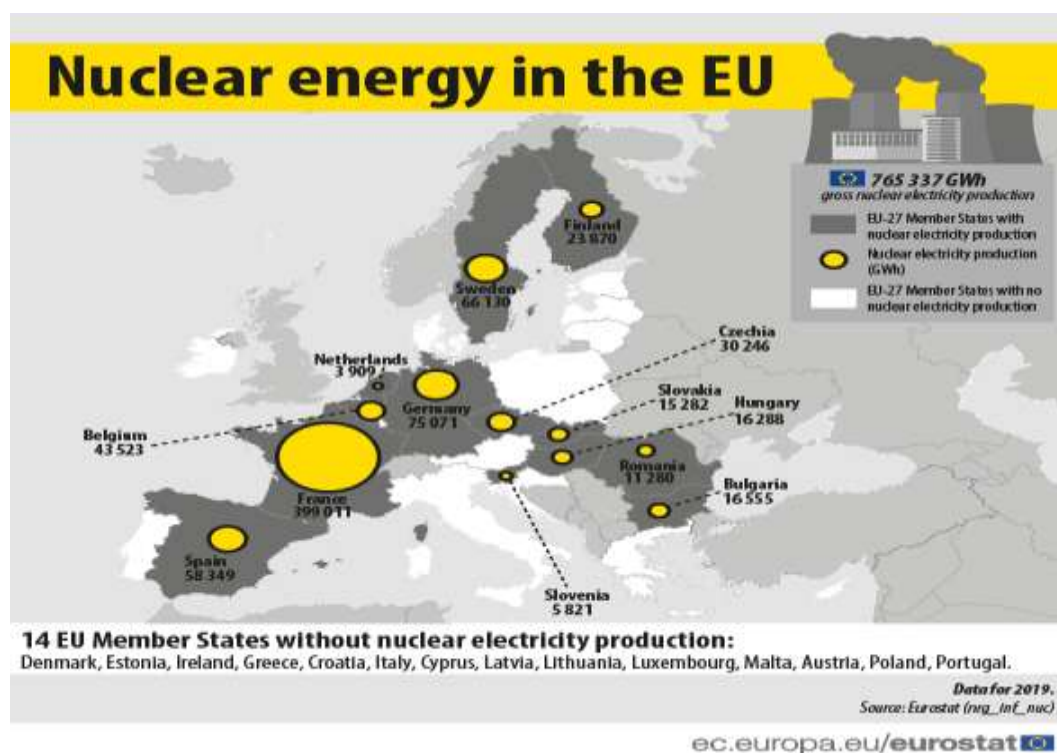 Nuclear energy in the EU
765 337 GWh
gross nuclear electricity production
EU-27 Member States with
nuclear electricity production
Nuclear electricity production
(GWh)
EU-27 Member States with no
nuclear electricity production
Finland
23 870
Sweden
66 130
Czechia
30 246
Netherlands
3 909
Slovakia
15 282
Hungary
16 288
Germany
75 071
Belgium
43 523
Romania
11 280
Bulgaria
16 555
France
399 011
Spain
58 349
Slovenia
5 821
14 EU Member States without nuclear electricity production:
Denmark, Estonia, Ireland, Greece, Croatia, Italy, Cyprus, Latvia, Lithuania, Luxembourg, Malta, Austria, Poland, Portugal.
Data for 2019.
Source: Eurostat (nrg_inf_nuc)
ec.europa.eu/eurostat